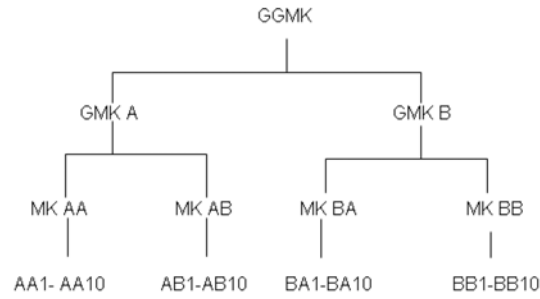 GGMK
GMK A GMK B
MK AA MK AB MK BA MK BB
AA1- AA10 AB1-AB10 BA1-BA10 BB1-BB10